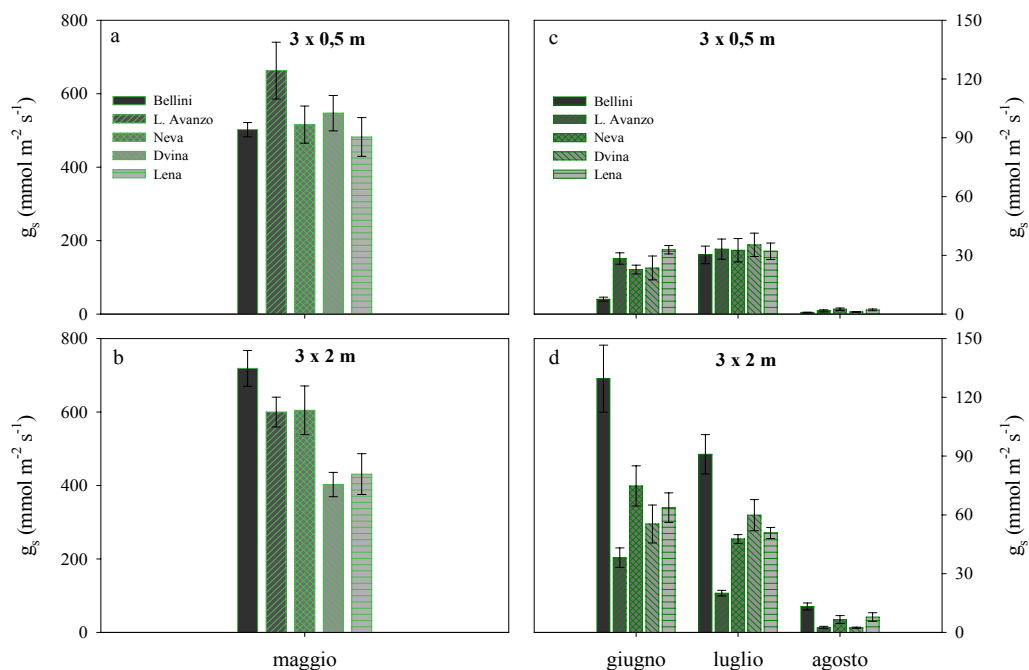 a
3 x 0,5 m
800
600
400
200
0
g_s (mmol m⁻² s⁻¹)
Bellini
L. Avanzo
Neva
Dvina
Lena
c
3 x 0,5 m
150
120
90
60
30
0
g_s (mmol m⁻² s⁻¹)
Bellini
L. Avanzo
Neva
Dvina
Lena
b
3 x 2 m
800
600
400
200
0
g_s (mmol m⁻² s⁻¹)
maggio
d
3 x 2 m
150
120
90
60
30
0
g_s (mmol m⁻² s⁻¹)
giugno luglio agosto